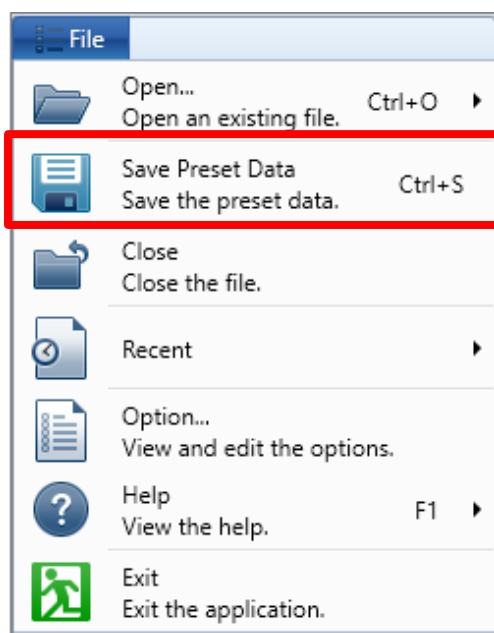 File
Open...
Open an existing file.
Ctrl+O
Save Preset Data
Save the preset data.
Ctrl+S
Close
Close the file.
Recent
Option...
View and edit the options.
Help
View the help.
F1
Exit
Exit the application.